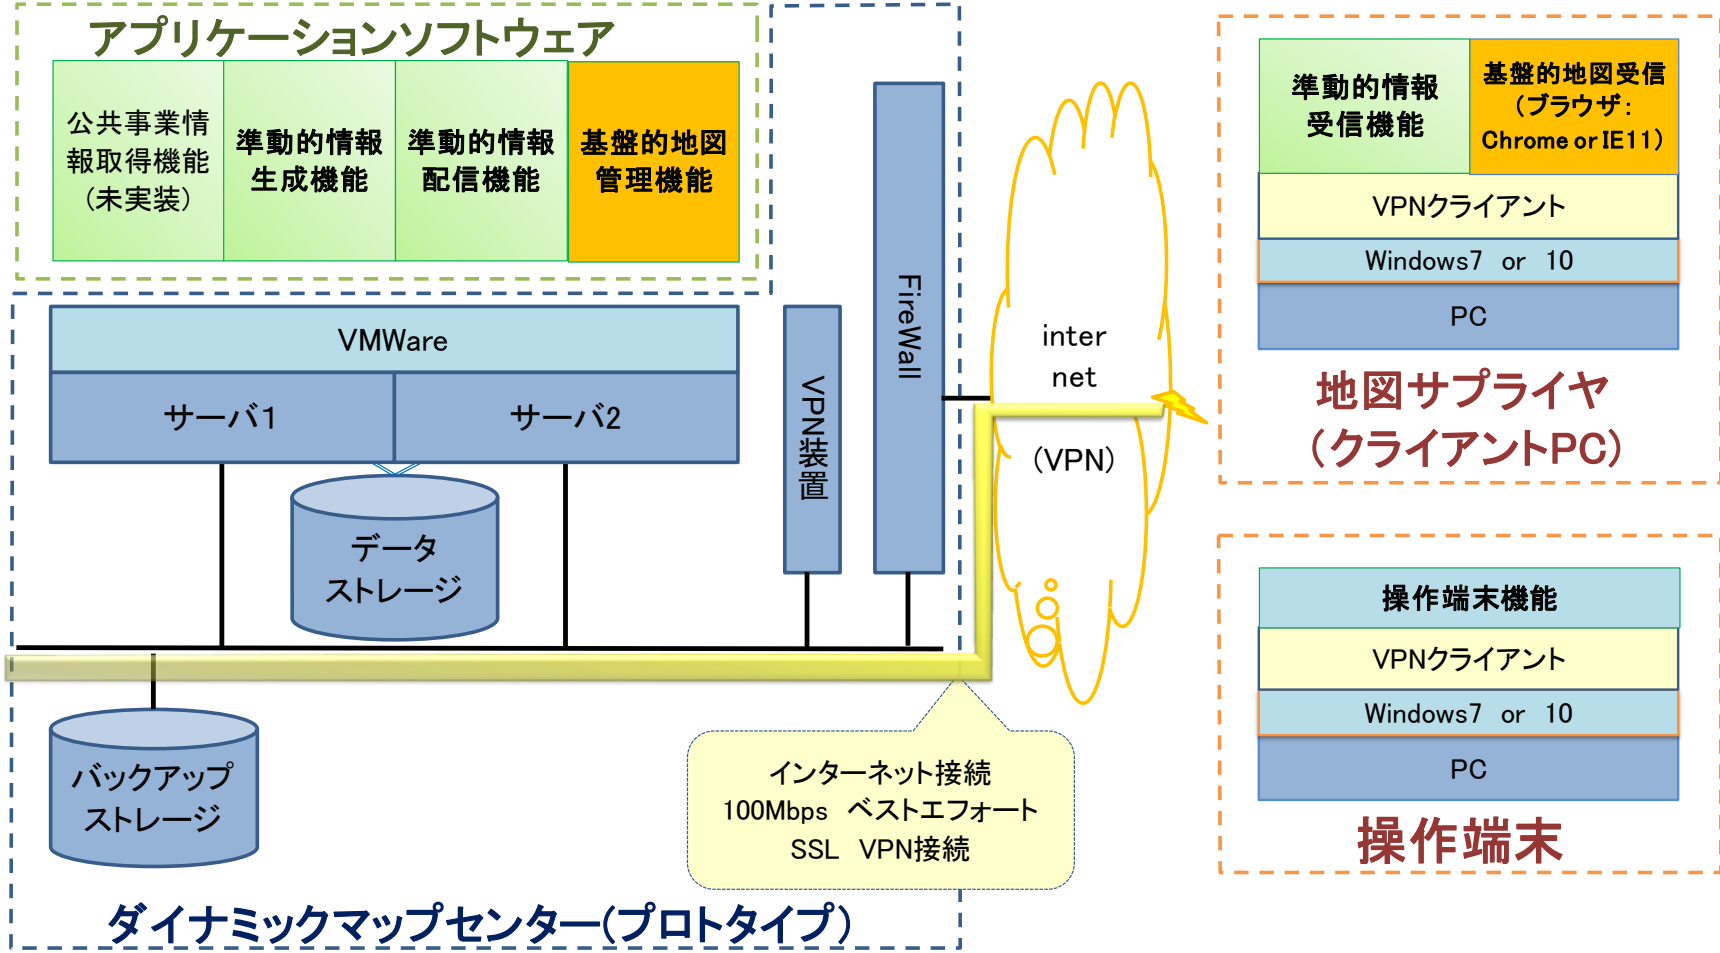 アプリケーションソフトウェア
公共事業情
報取得機能
(未実装)
準動的情報
生成機能
準動的情報
配信機能
基盤的地図
管理機能
VMWare
サーバ1
サーバ2
データ
ストレージ
VPN装置
FireWall
inter
net
(VPN)
バックアップ
ストレージ
インターネット接続
100Mbps ベストエフォート
SSL VPN接続
ダイナミックマップセンター(プロトタイプ)
準動的情報
受信機能
基盤的地図受信
(ブラウザ:
Chrome or IE11)
VPNクライアント
Windows7 or 10
PC
地図サプライヤ
(クライアントPC)
操作端末機能
VPNクライアント
Windows7 or 10
PC
操作端末